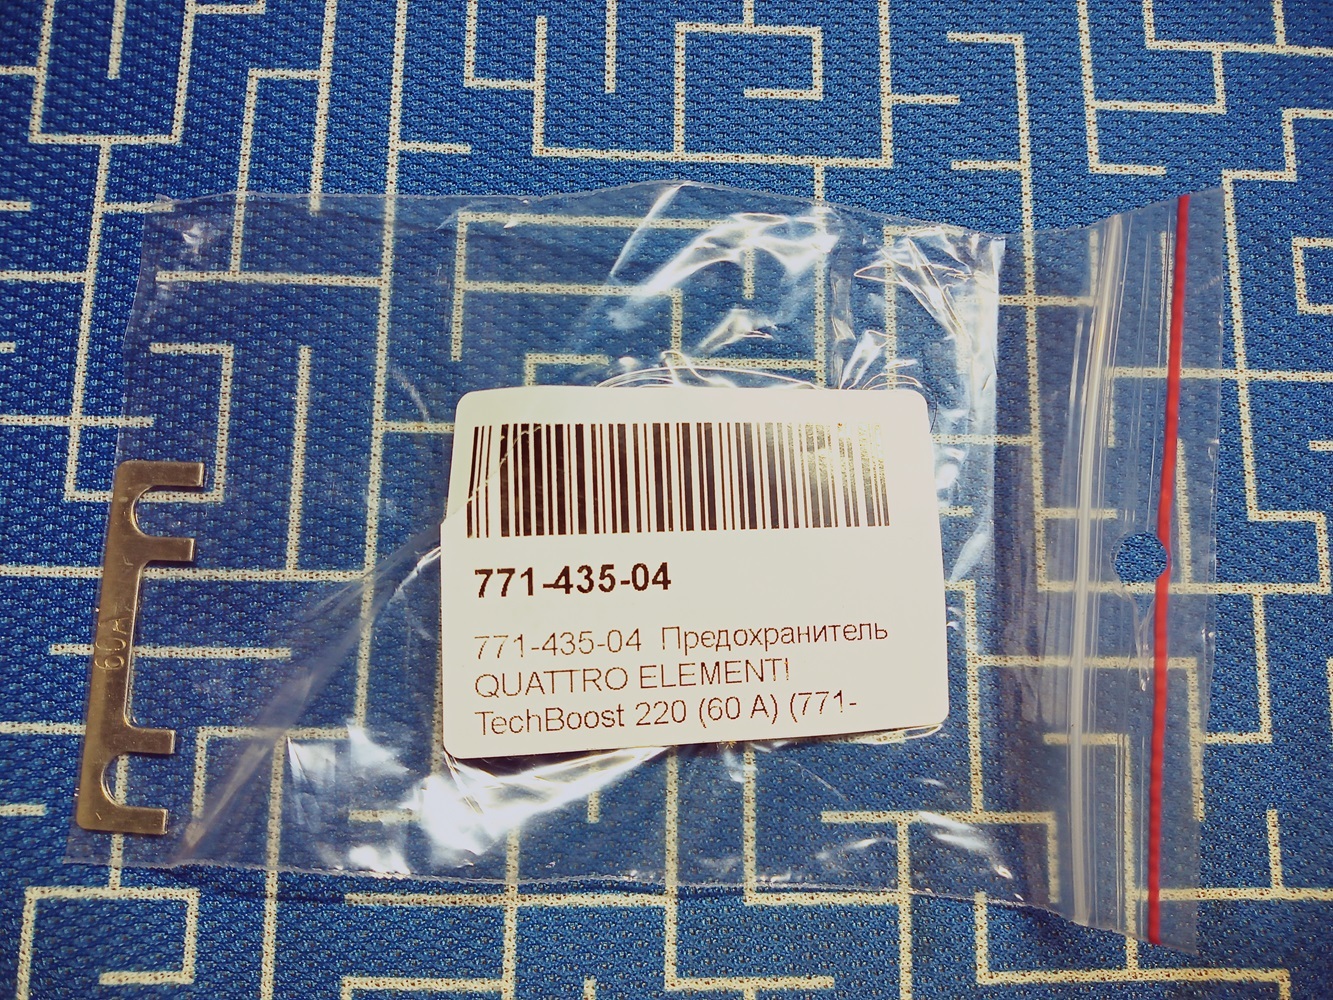 771-435-04
771-435-04 Предохранитель
QUATTRO ELEMENTI
TechBoost 220 (60 A) (771-
60A